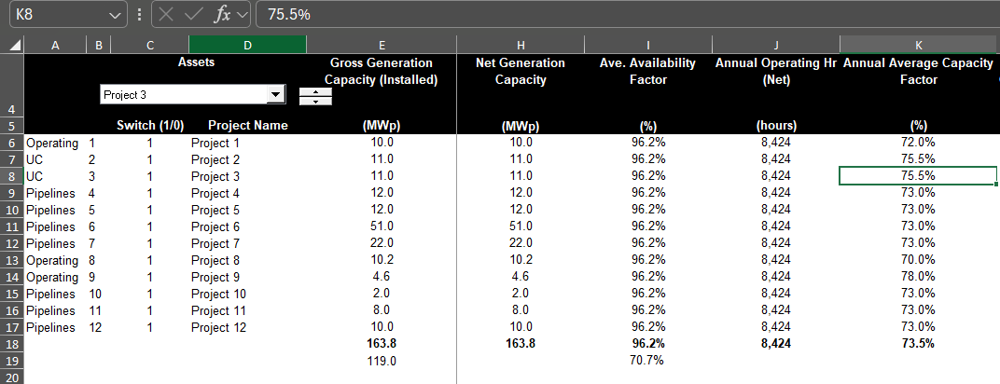 K8 fx 75.5%
A B C D E H I J K
Assets Gross Generation Net Generation Ave. Availability Annual Operating Hr Annual Average Capacity
Capacity (Installed) Capacity Factor (Net) Factor
Project 3
4
5 Switch (1/0) Project Name (MWp) (MWp) (%) (hours) (%)
6 Operating 1 1 Project 1 10.0 10.0 96.2% 8,424 72.0%
7 UC 2 1 Project 2 11.0 11.0 96.2% 8,424 75.5%
8 UC 3 1 Project 3 11.0 11.0 96.2% 8,424 75.5%
9 Pipelines 4 1 Project 4 12.0 12.0 96.2% 8,424 73.0%
10 Pipelines 5 1 Project 5 12.0 12.0 96.2% 8,424 73.0%
11 Pipelines 6 1 Project 6 51.0 51.0 96.2% 8,424 73.0%
12 Pipelines 7 1 Project 7 22.0 22.0 96.2% 8,424 73.0%
13 Operating 8 1 Project 8 10.2 10.2 96.2% 8,424 70.0%
14 Operating 9 1 Project 9 4.6 4.6 96.2% 8,424 78.0%
15 Pipelines 10 1 Project 10 2.0 2.0 96.2% 8,424 73.0%
16 Pipelines 11 1 Project 11 8.0 8.0 96.2% 8,424 73.0%
17 Pipelines 12 1 Project 12 10.0 10.0 96.2% 8,424 73.0%
18 163.8 163.8 96.2% 8,424 73.5%
19 119.0 70.7%
20